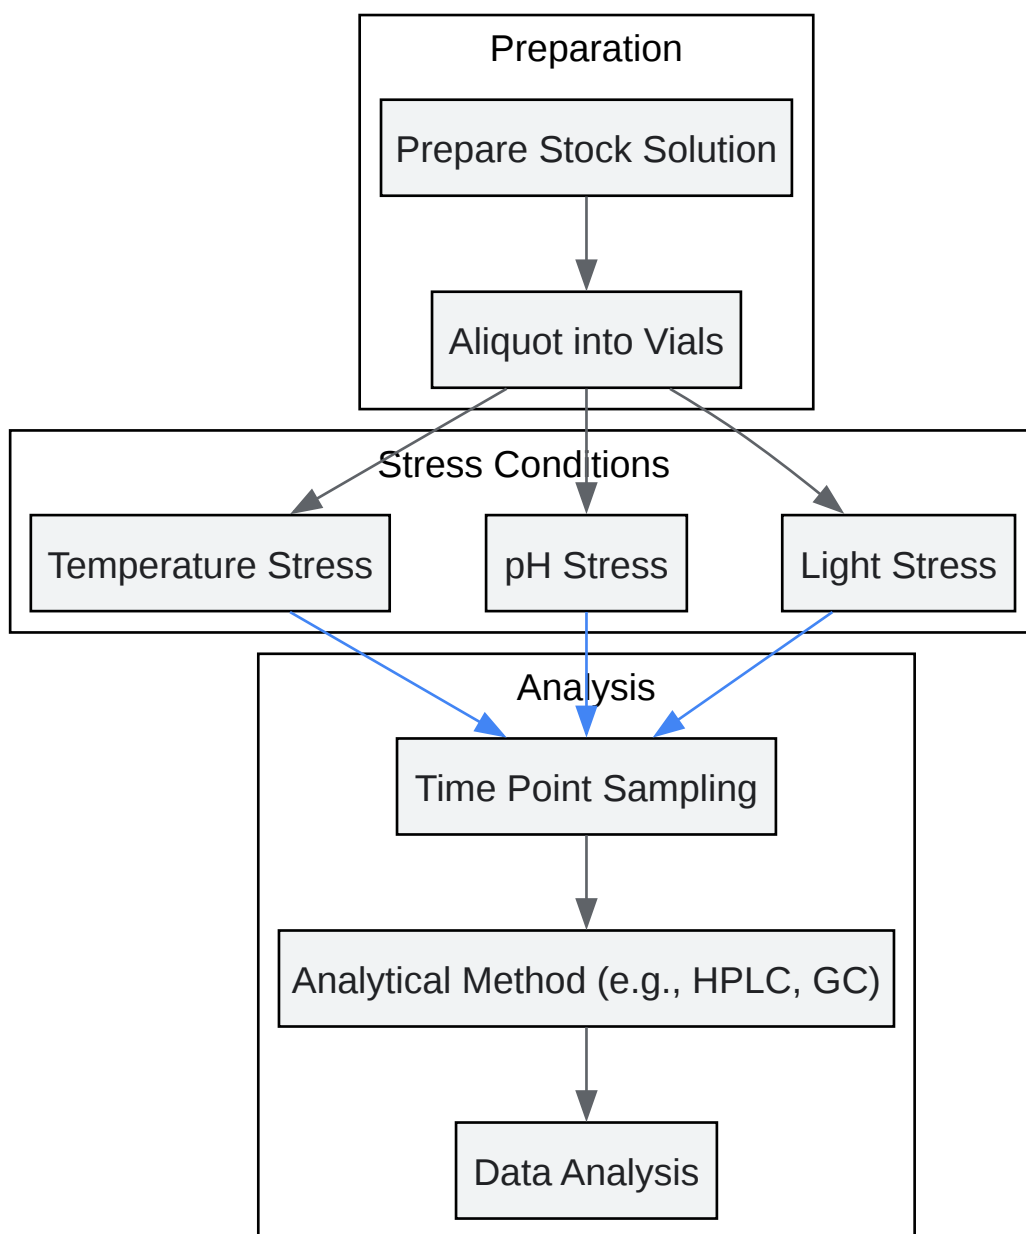 Preparation
Prepare Stock Solution
Aliquot into Vials
Stress Conditions
Temperature Stress
pH Stress
Light Stress
Analysis
Time Point Sampling
Analytical Method (e.g., HPLC, GC)
Data Analysis